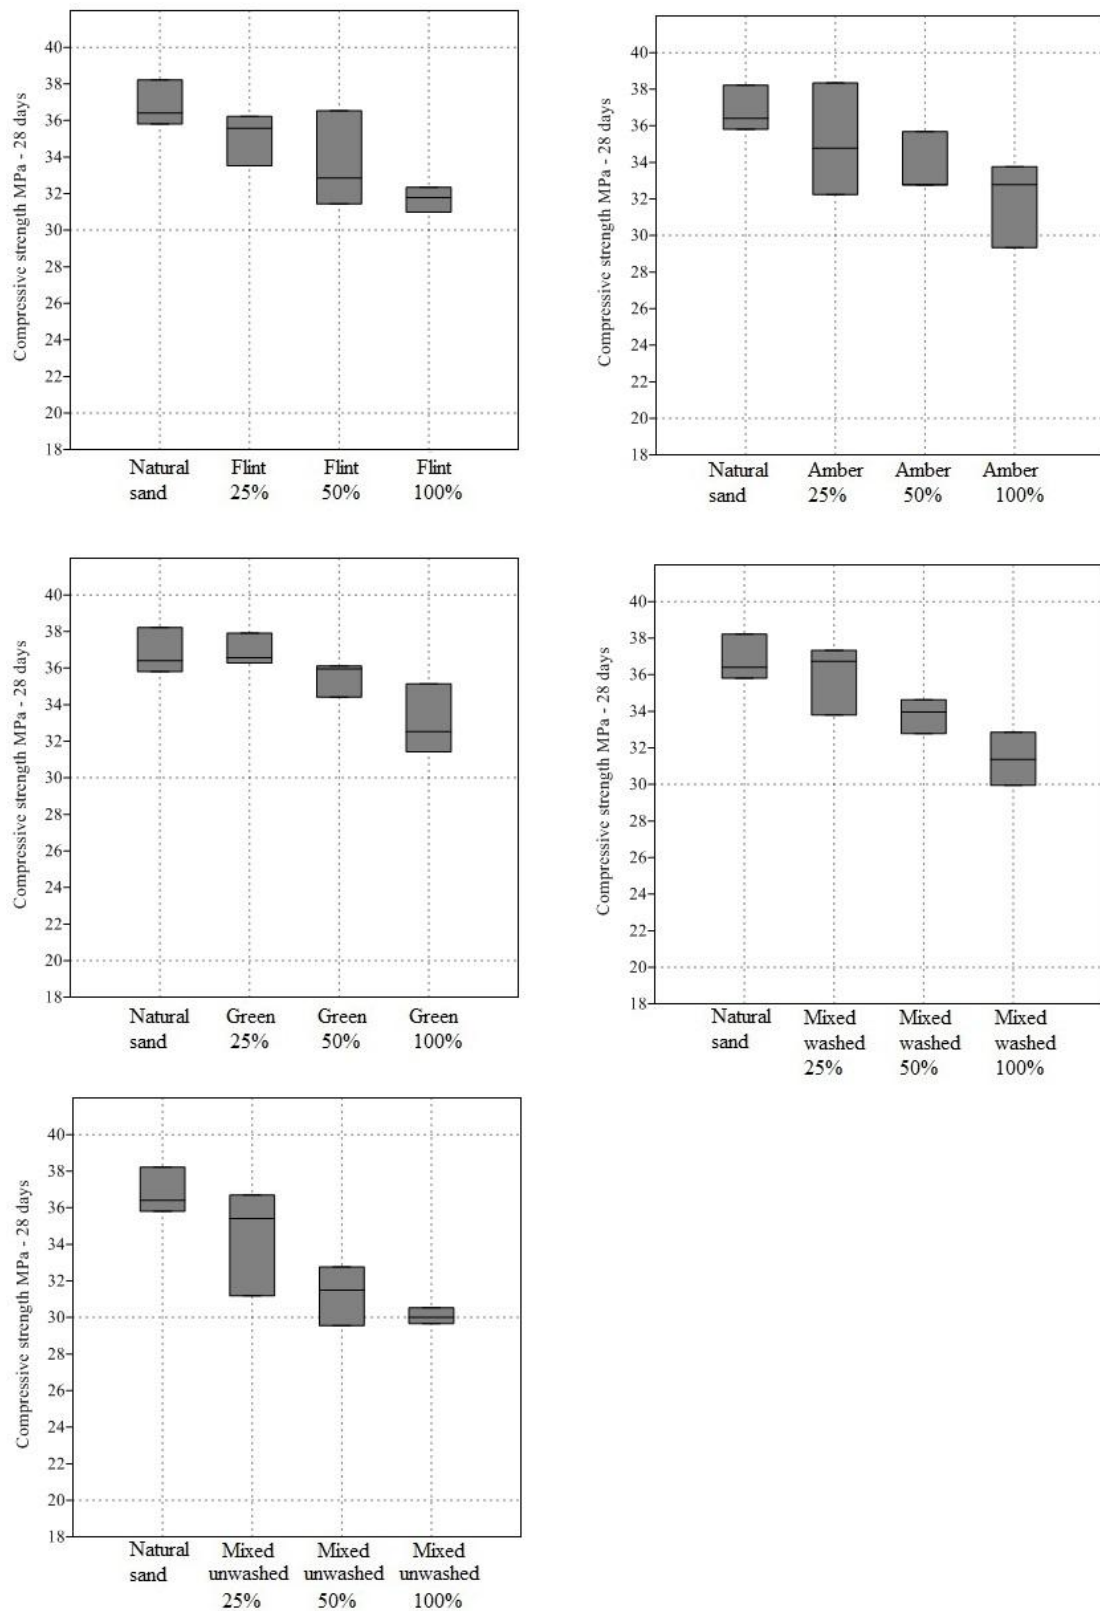 Compressive strength MPa - 28 days
40
38
36
34
32
30
28
26
24
22
20
18
Natural sand
Flint 25%
Flint 50%
Flint 100%
Compressive strength MPa - 28 days
40
38
36
34
32
30
28
26
24
22
20
18
Natural sand
Amber 25%
Amber 50%
Amber 100%
Compressive strength MPa - 28 days
40
38
36
34
32
30
28
26
24
22
20
18
Natural sand
Green 25%
Green 50%
Green 100%
Compressive strength MPa - 28 days
40
38
36
34
32
30
28
26
24
22
20
18
Natural sand
Mixed washed 25%
Mixed washed 50%
Mixed washed 100%
Compressive strength MPa - 28 days
40
38
36
34
32
30
28
26
24
22
20
18
Natural sand
Mixed unwashed 25%
Mixed unwashed 50%
Mixed unwashed 100%